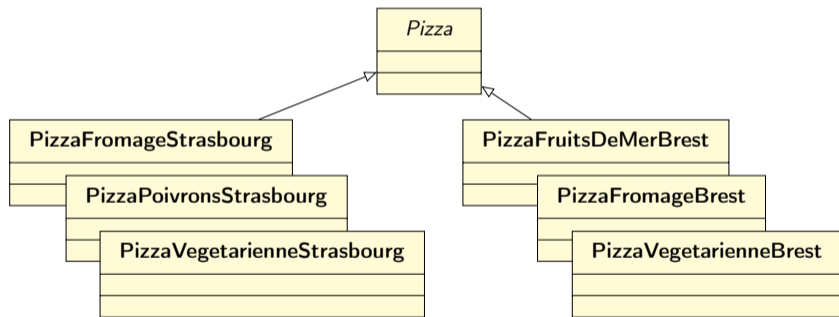 Pizza
PizzaFromageStrasbourg
PizzaFruitsDeMerBrest
PizzaPoivronsStrasbourg
PizzaFromageBrest
PizzaVegetarienneStrasbourg
PizzaVegetarienneBrest